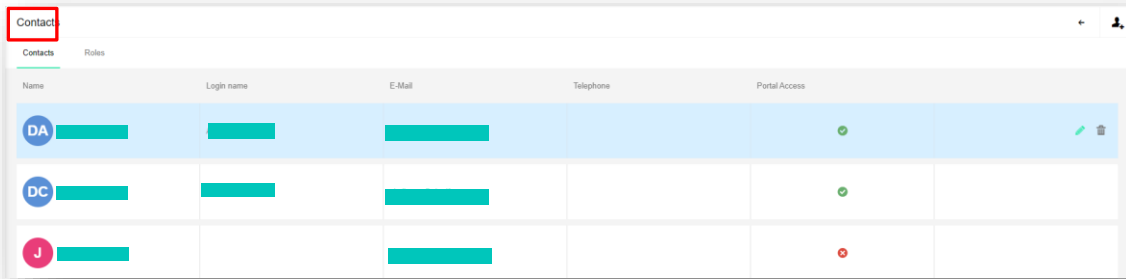 Contacts
Contacts Roles
Name Login name E-Mail Telephone Portal Access
DA
DC
J